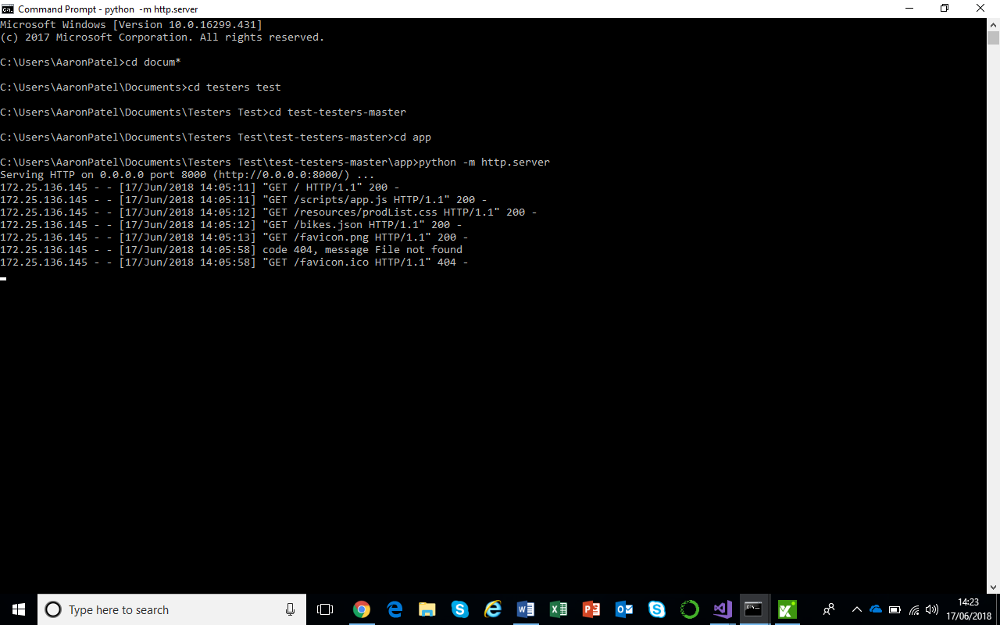 Command Prompt - python  -m http.server
Microsoft Windows [Version 10.0.16299.431]
(c) 2017 Microsoft Corporation. All rights reserved.
C:\Users\AaronPatel>cd docum*
C:\Users\AaronPatel\Documents>cd testers test
C:\Users\AaronPatel\Documents\Testers Test>cd test-testers-master
C:\Users\AaronPatel\Documents\Testers Test\test-testers-master>cd app
C:\Users\AaronPatel\Documents\Testers Test\test-testers-master\app>python -m http.server
Serving HTTP on 0.0.0.0 port 8000 (http://0.0.0.0:8000/) ...
172.25.136.145 - - [17/Jun/2018 14:05:11] "GET / HTTP/1.1" 200 -
172.25.136.145 - - [17/Jun/2018 14:05:11] "GET /scripts/app.js HTTP/1.1" 200 -
172.25.136.145 - - [17/Jun/2018 14:05:12] "GET /resources/prodList.css HTTP/1.1" 200 -
172.25.136.145 - - [17/Jun/2018 14:05:12] "GET /bikes.json HTTP/1.1" 200 -
172.25.136.145 - - [17/Jun/2018 14:05:13] "GET /favicon.png HTTP/1.1" 200 -
172.25.136.145 - - [17/Jun/2018 14:05:58] code 404, message File not found
172.25.136.145 - - [17/Jun/2018 14:05:58] "GET /favicon.ico HTTP/1.1" 404 -
Type here to search
14:23
17/06/2018